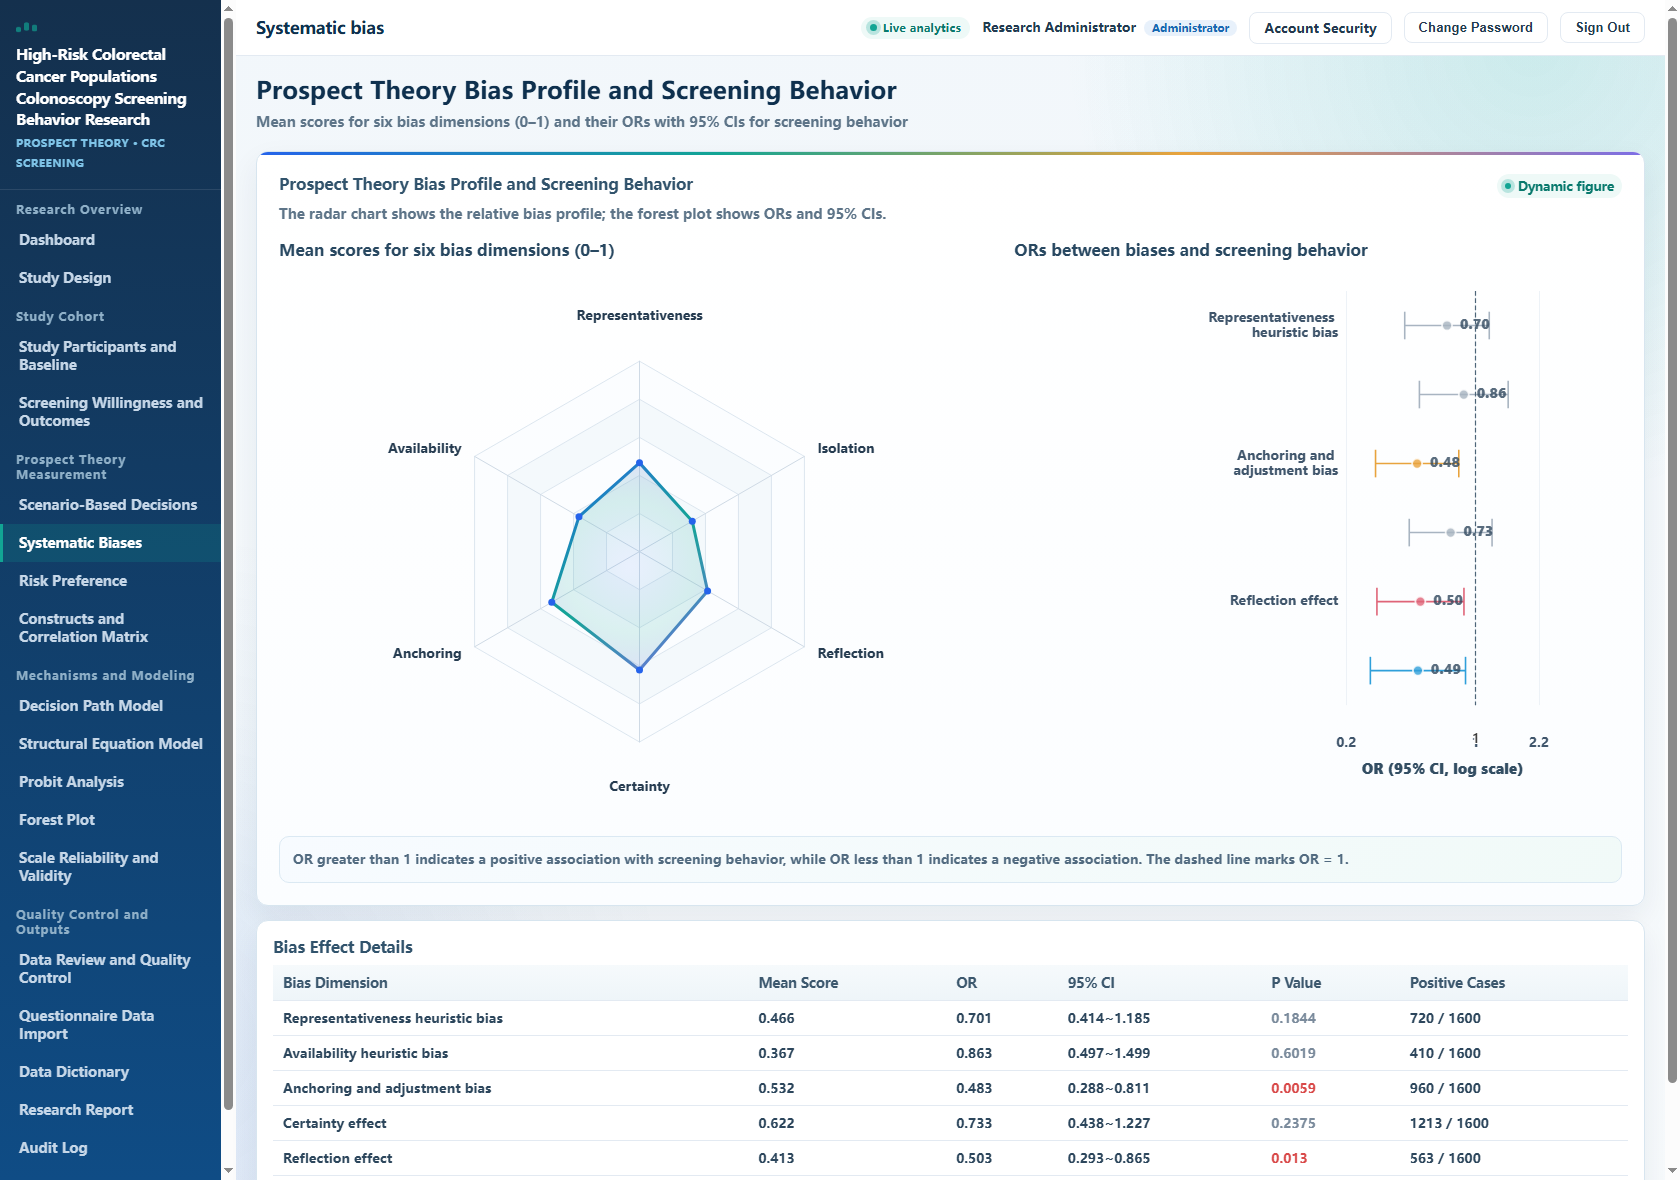 High-Risk Colorectal
Cancer Populations
Colonoscopy Screening
Behavior Research
PROSPECT THEORY • CRC
SCREENING
Research Overview
Dashboard
Study Design
Study Cohort
Study Participants and
Baseline
Screening Willingness and
Outcomes
Prospect Theory
Measurement
Scenario-Based Decisions
Systematic Biases
Risk Preference
Constructs and
Correlation Matrix
Mechanisms and Modeling
Decision Path Model
Structural Equation Model
Probit Analysis
Forest Plot
Scale Reliability and
Validity
Quality Control and
Outputs
Data Review and Quality
Control
Questionnaire Data
Import
Data Dictionary
Research Report
Audit Log
Systematic bias
Live analytics Research Administrator Administrator Account Security Change Password Sign Out
Prospect Theory Bias Profile and Screening Behavior
Mean scores for six bias dimensions (0–1) and their ORs with 95% CIs for screening behavior
Prospect Theory Bias Profile and Screening Behavior
Dynamic figure
The radar chart shows the relative bias profile; the forest plot shows ORs and 95% CIs.
Mean scores for six bias dimensions (0–1)
Representativeness
Availability
Isolation
Anchoring
Reflection
Certainty
ORs between biases and screening behavior
Representativeness
heuristic bias
0.70
0.86
Anchoring and
adjustment bias
0.48
0.73
Reflection effect
0.50
0.49
0.2 1 2.2
OR (95% CI, log scale)
OR greater than 1 indicates a positive association with screening behavior, while OR less than 1 indicates a negative association. The dashed line marks OR = 1.
Bias Effect Details
Bias Dimension Mean Score OR 95% CI P Value Positive Cases
Representativeness heuristic bias 0.466 0.701 0.414~1.185 0.1844 720 / 1600
Availability heuristic bias 0.367 0.863 0.497~1.499 0.6019 410 / 1600
Anchoring and adjustment bias 0.532 0.483 0.288~0.811 0.0059 960 / 1600
Certainty effect 0.622 0.733 0.438~1.227 0.2375 1213 / 1600
Reflection effect 0.413 0.503 0.293~0.865 0.013 563 / 1600